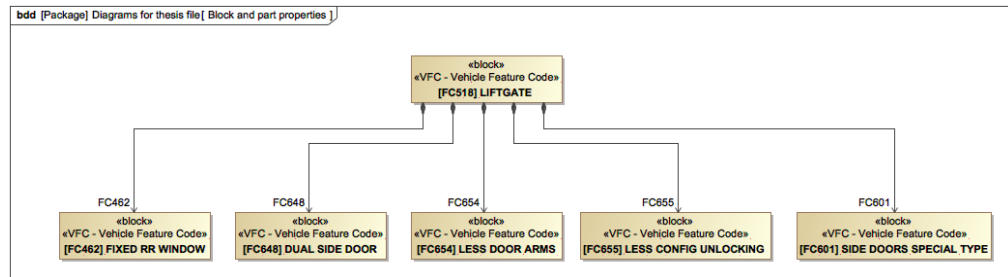 bdd [Package] Diagrams for thesis file[ Block and part properties ]
«block»
«VFC - Vehicle Feature Code»
[FC518] LIFTGATE
FC462
FC648
FC654
FC655
FC601
«block»
«VFC - Vehicle Feature Code»
[FC462] FIXED RR WINDOW
«block»
«VFC - Vehicle Feature Code»
[FC648] DUAL SIDE DOOR
«block»
«VFC - Vehicle Feature Code»
[FC654] LESS DOOR ARMS
«block»
«VFC - Vehicle Feature Code»
[FC655] LESS CONFIG UNLOCKING
«block»
«VFC - Vehicle Feature Code»
[FC601] SIDE DOORS SPECIAL TYPE